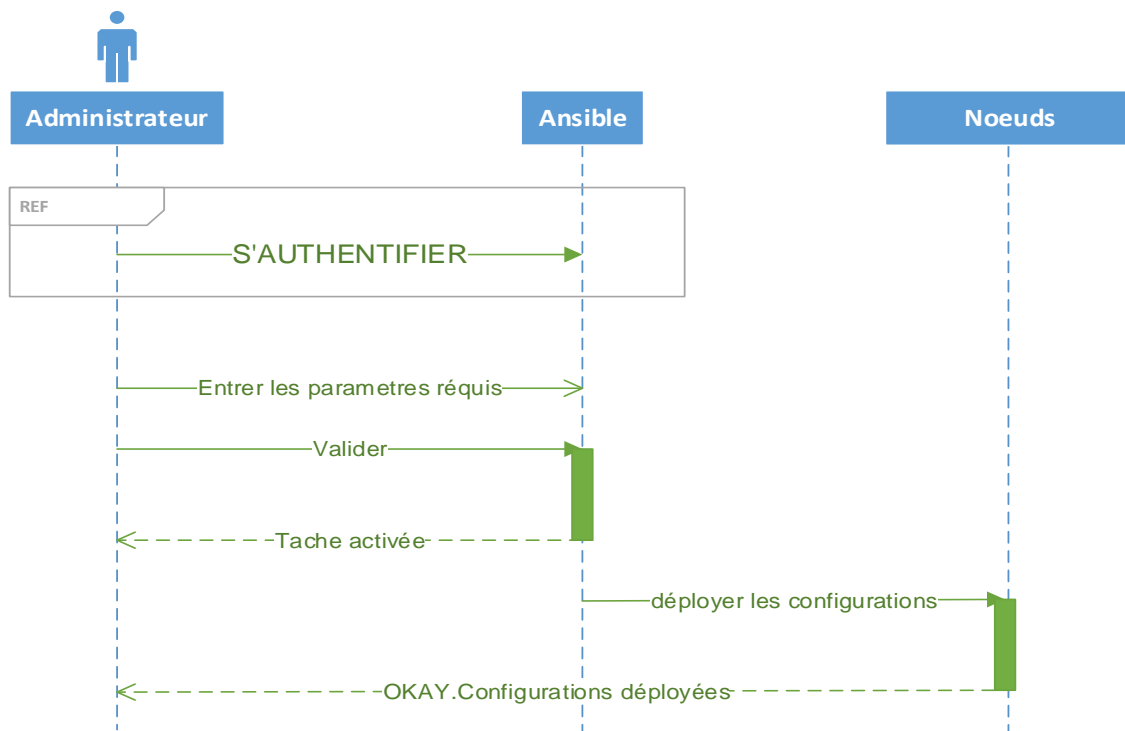 Administrateur
Ansible
Noeuds
REF
S'AUTHENTIFIER
Entrer les parametres réquis
Valider
Tache activée
déployer les configurations
OKAY.Configurations déployées